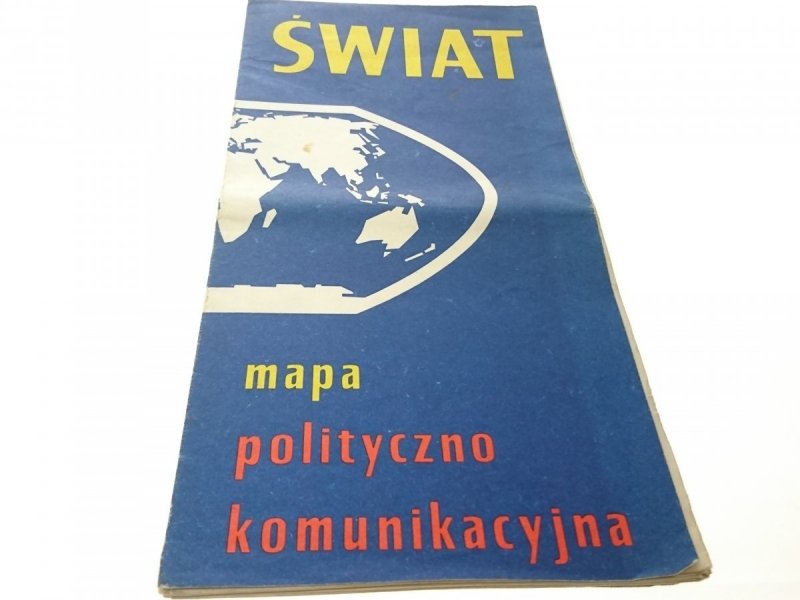 ŚWIAT
mapa
polityczno
komunikacyjna